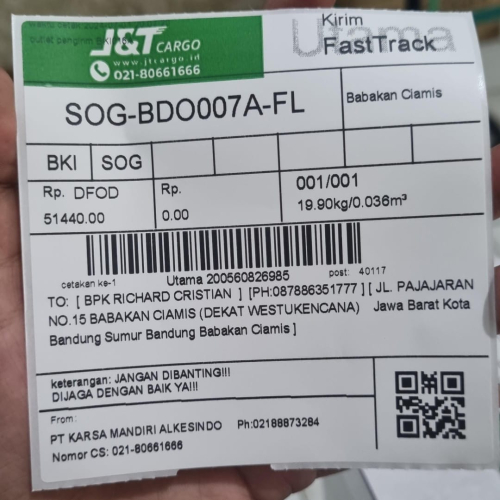 Kirim
Utama
FastTrack
J&T CARGO
www.jtcargo.id
021-80661666
SOG-BDO007A-FL
Babakan Ciamis
BKI SOG
Rp. DFOD
51440.00
Rp.
0.00
001/001
19.90kg/0.036m³
cetakan ke-1
Utama 200560826985
post: 40117
TO: [ BPK RICHARD CRISTIAN ] [PH:087886351777 ] [ JL. PAJAJARAN
NO.15 BABAKAN CIAMIS (DEKAT WESTUKENCANA) Jawa Barat Kota
Bandung Sumur Bandung Babakan Ciamis ]
keterangan: JANGAN DIBANTING!!!
DIJAGA DENGAN BAIK YA!!!
From:
PT KARSA MANDIRI ALKESINDO Ph:02188873284
Nomor CS: 021-80661666